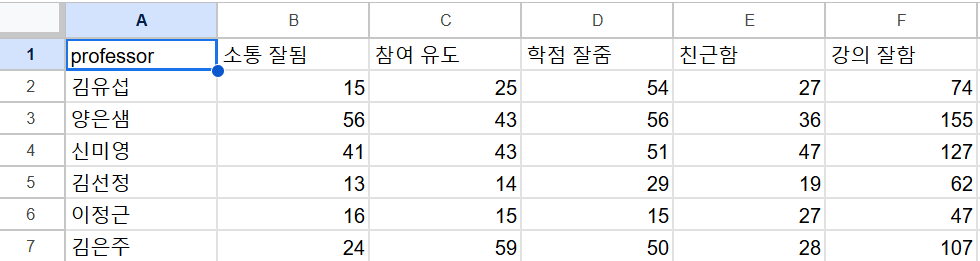 A B C D E F
1 professor 소통 잘됨 참여 유도 학점 잘줌 친근함 강의 잘함
2 김유섭 15 25 54 27 74
3 양은샘 56 43 56 36 155
4 신미영 41 43 51 47 127
5 김선정 13 14 29 19 62
6 이정근 16 15 15 27 47
7 김은주 24 59 50 28 107